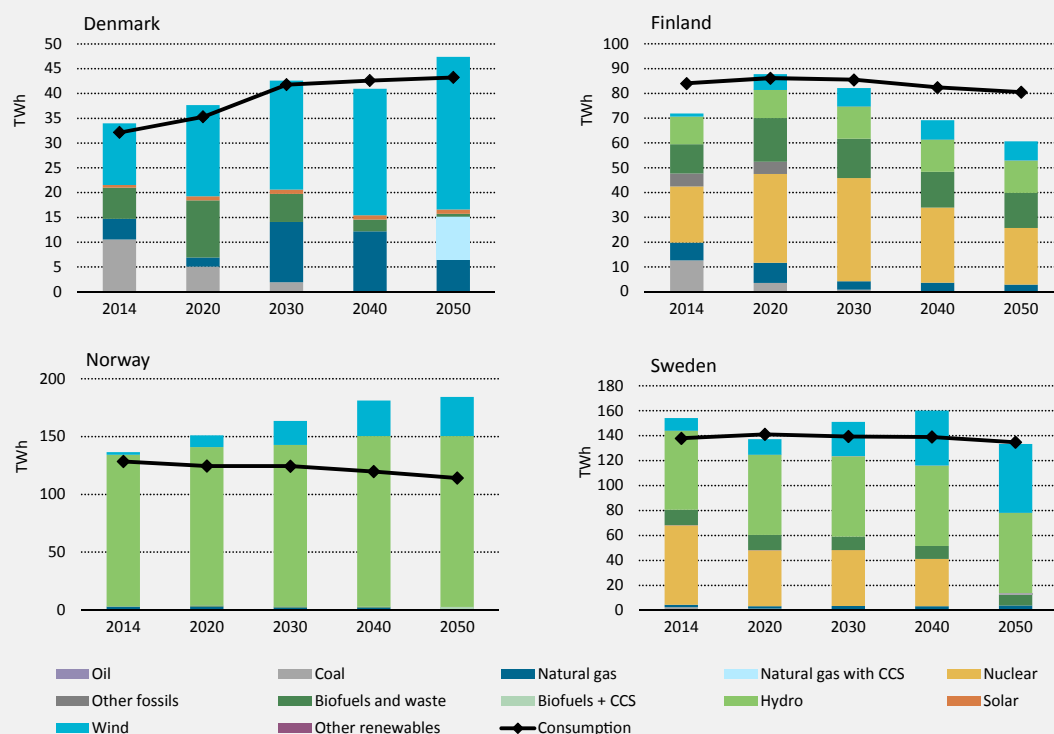 Denmark
50
45
40
35
30
25
20
15
10
5
0
TWh
2014 2020 2030 2040 2050
Finland
100
90
80
70
60
50
40
30
20
10
0
TWh
2014 2020 2030 2040 2050
Norway
200
150
100
50
0
TWh
2014 2020 2030 2040 2050
Sweden
180
160
140
120
100
80
60
40
20
0
TWh
2014 2020 2030 2040 2050
Oil Coal Natural gas Natural gas with CCS Nuclear
Other fossils Biofuels and waste Biofuels + CCS Hydro Solar
Wind Other renewables Consumption